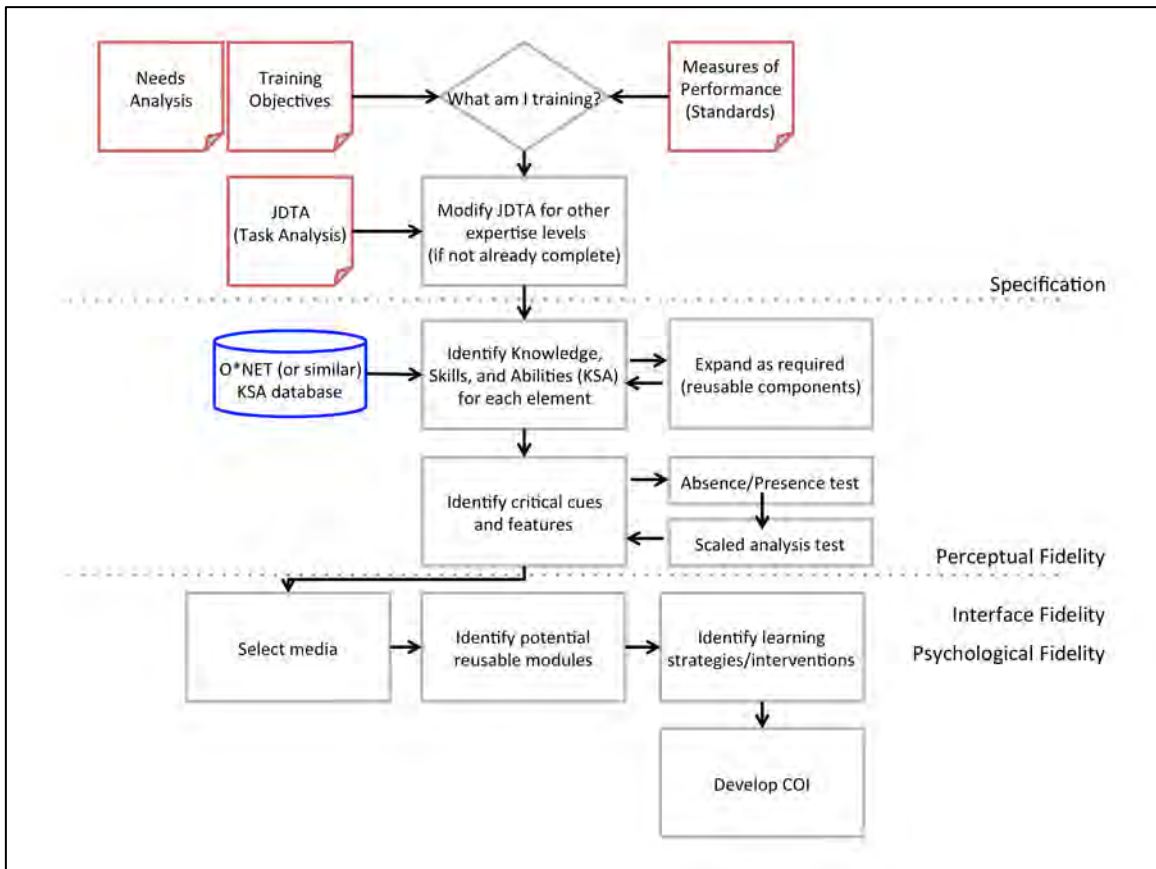 Needs
Analysis
Training
Objectives
What am I training?
Measures of
Performance
(Standards)
JDTA
(Task Analysis)
Modify JDTA for other
expertise levels
(if not already complete)
Specification
O*NET (or similar)
KSA database
Identify Knowledge,
Skills, and Abilities (KSA)
for each element
Expand as required
(reusable components)
Identify critical cues
and features
Absence/Presence test
Scaled analysis test
Perceptual Fidelity
Interface Fidelity
Psychological Fidelity
Select media
Identify potential
reusable modules
Identify learning
strategies/interventions
Develop COI